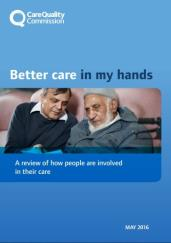 CareQuality
Commission
Better care in my hands
A review of how people are involved
in their care
MAY 2016